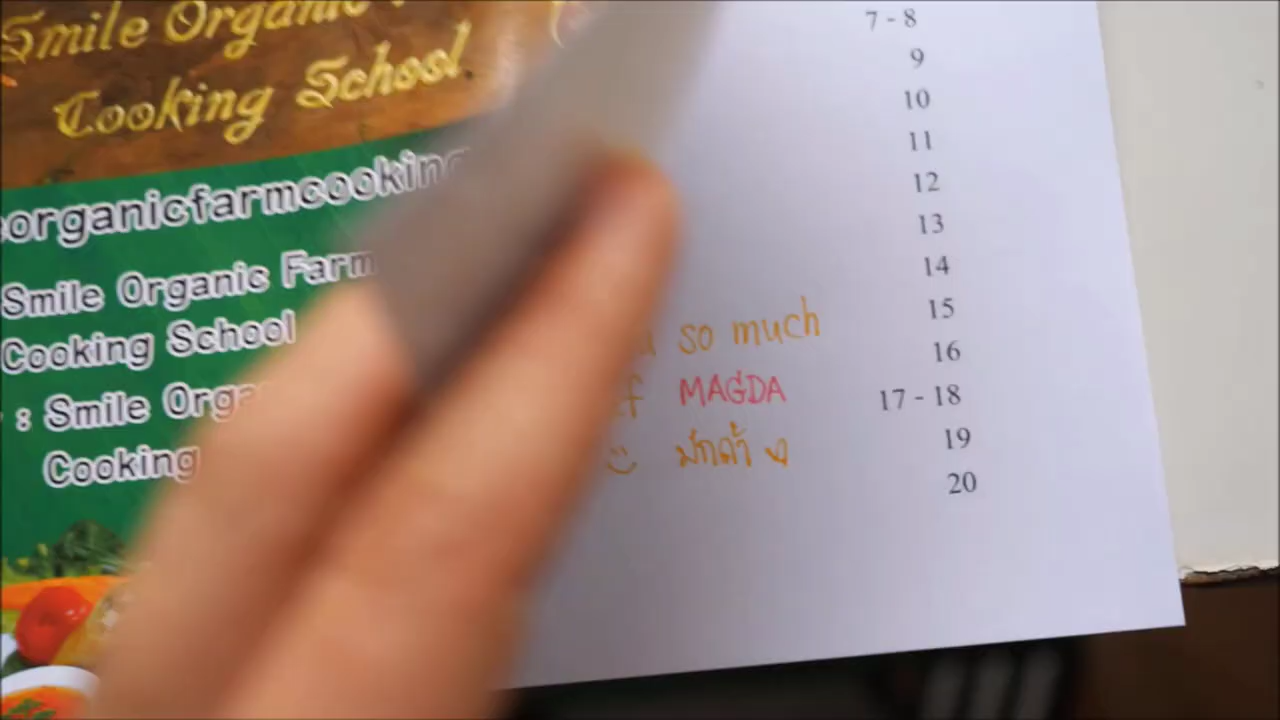 Smile Organic
Cooking School
eorganicfarmcooking
Smile Organic Farm
Cooking School
: Smile Orga
Cooking
7 - 8
9
10
11
12
13
14
15
16
17 - 18
19
20
so much
MAGDA
มักด้า